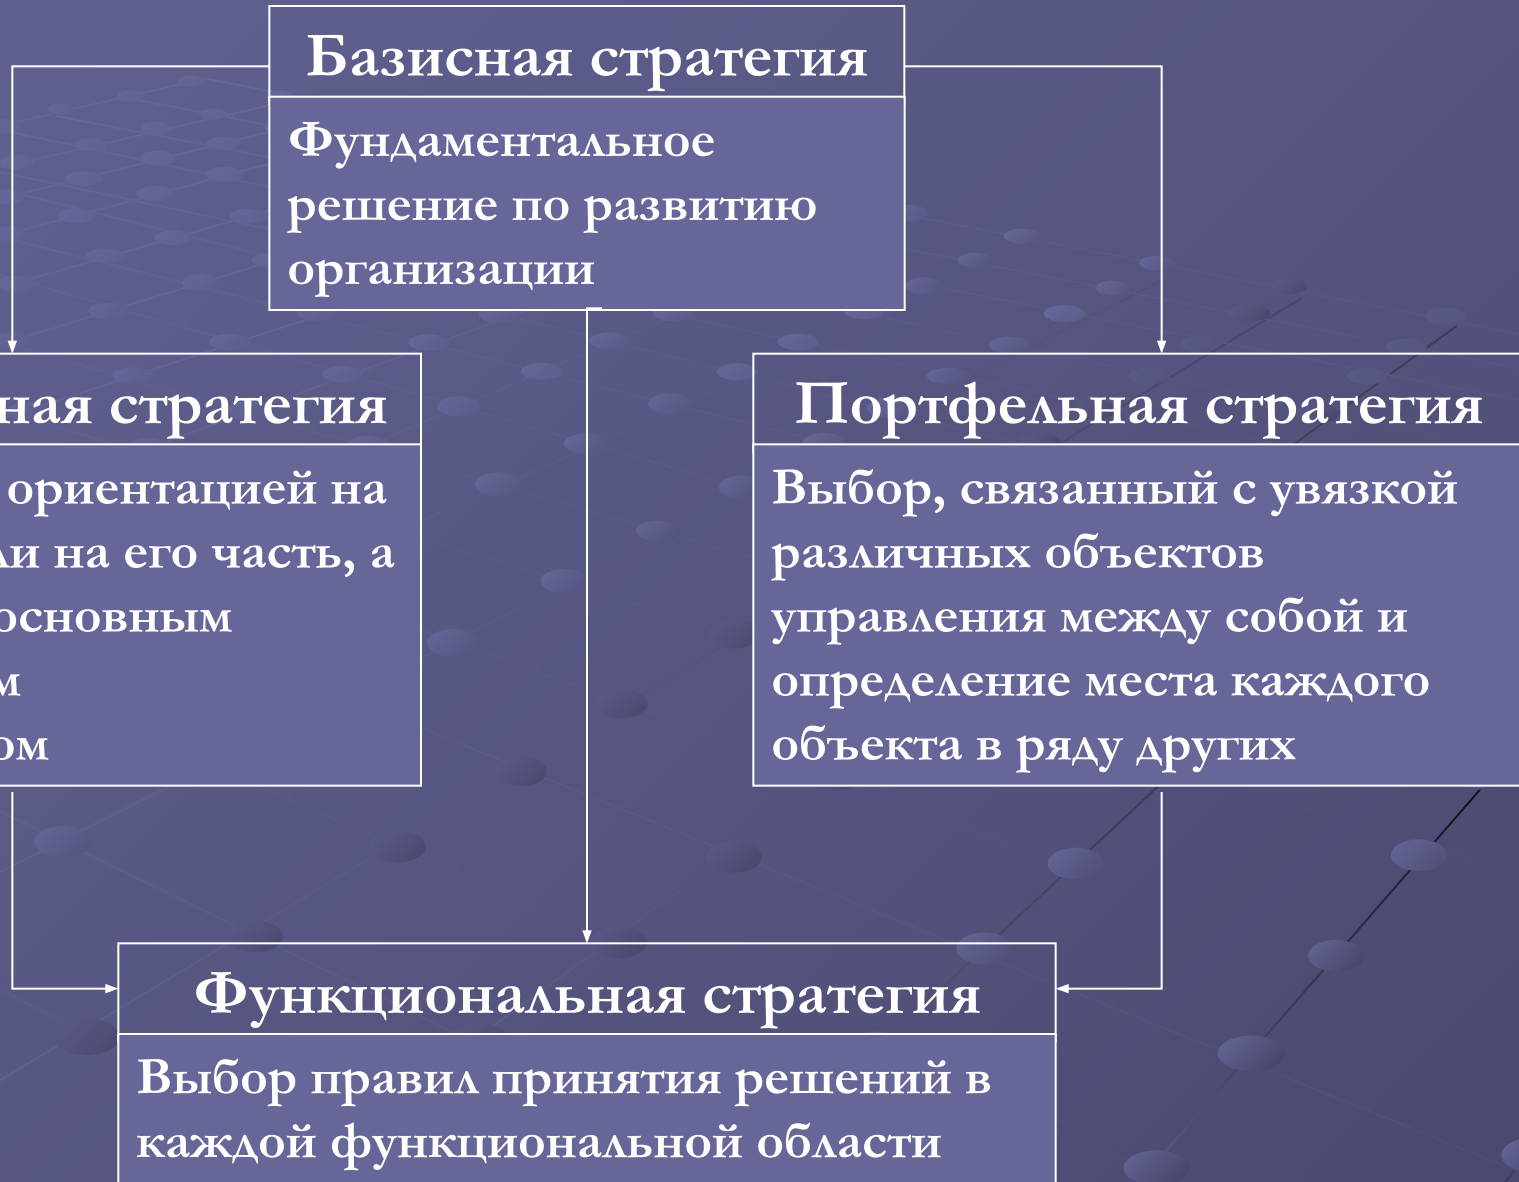 Базисная стратегия
Фундаментальное
решение по развитию
организации
стратегия
ориентацией на
на его часть, а
основным
Портфельная стратегия
Выбор, связанный с увязкой
различных объектов
управления между собой и
определение места каждого
объекта в ряду других
Функциональная стратегия
Выбор правил принятия решений в
каждой функциональной области